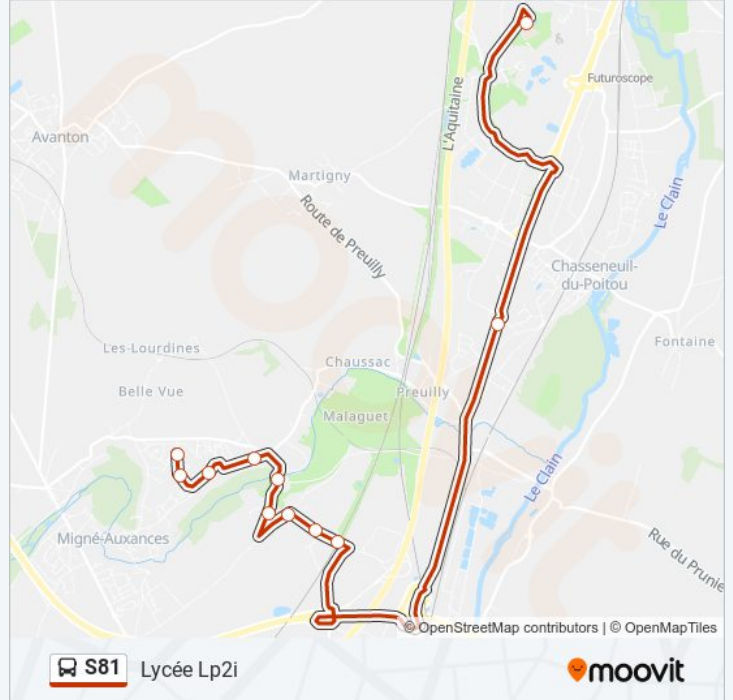 Futuroscope
L'Aquitaine
Avanton
Martigny
Route de Preuilly
Le Clain
Chasseneuil-
du-Poitou
Les-Lourdines
Chaussac
Fontaine
Belle Vue
Preuilly
Malaguet
Le Clain
Migné-Auxances
Rue du Prunie
moovit
© OpenStreetMap contributors | © OpenMapTiles
S81 Lycée Lp2i
moovit